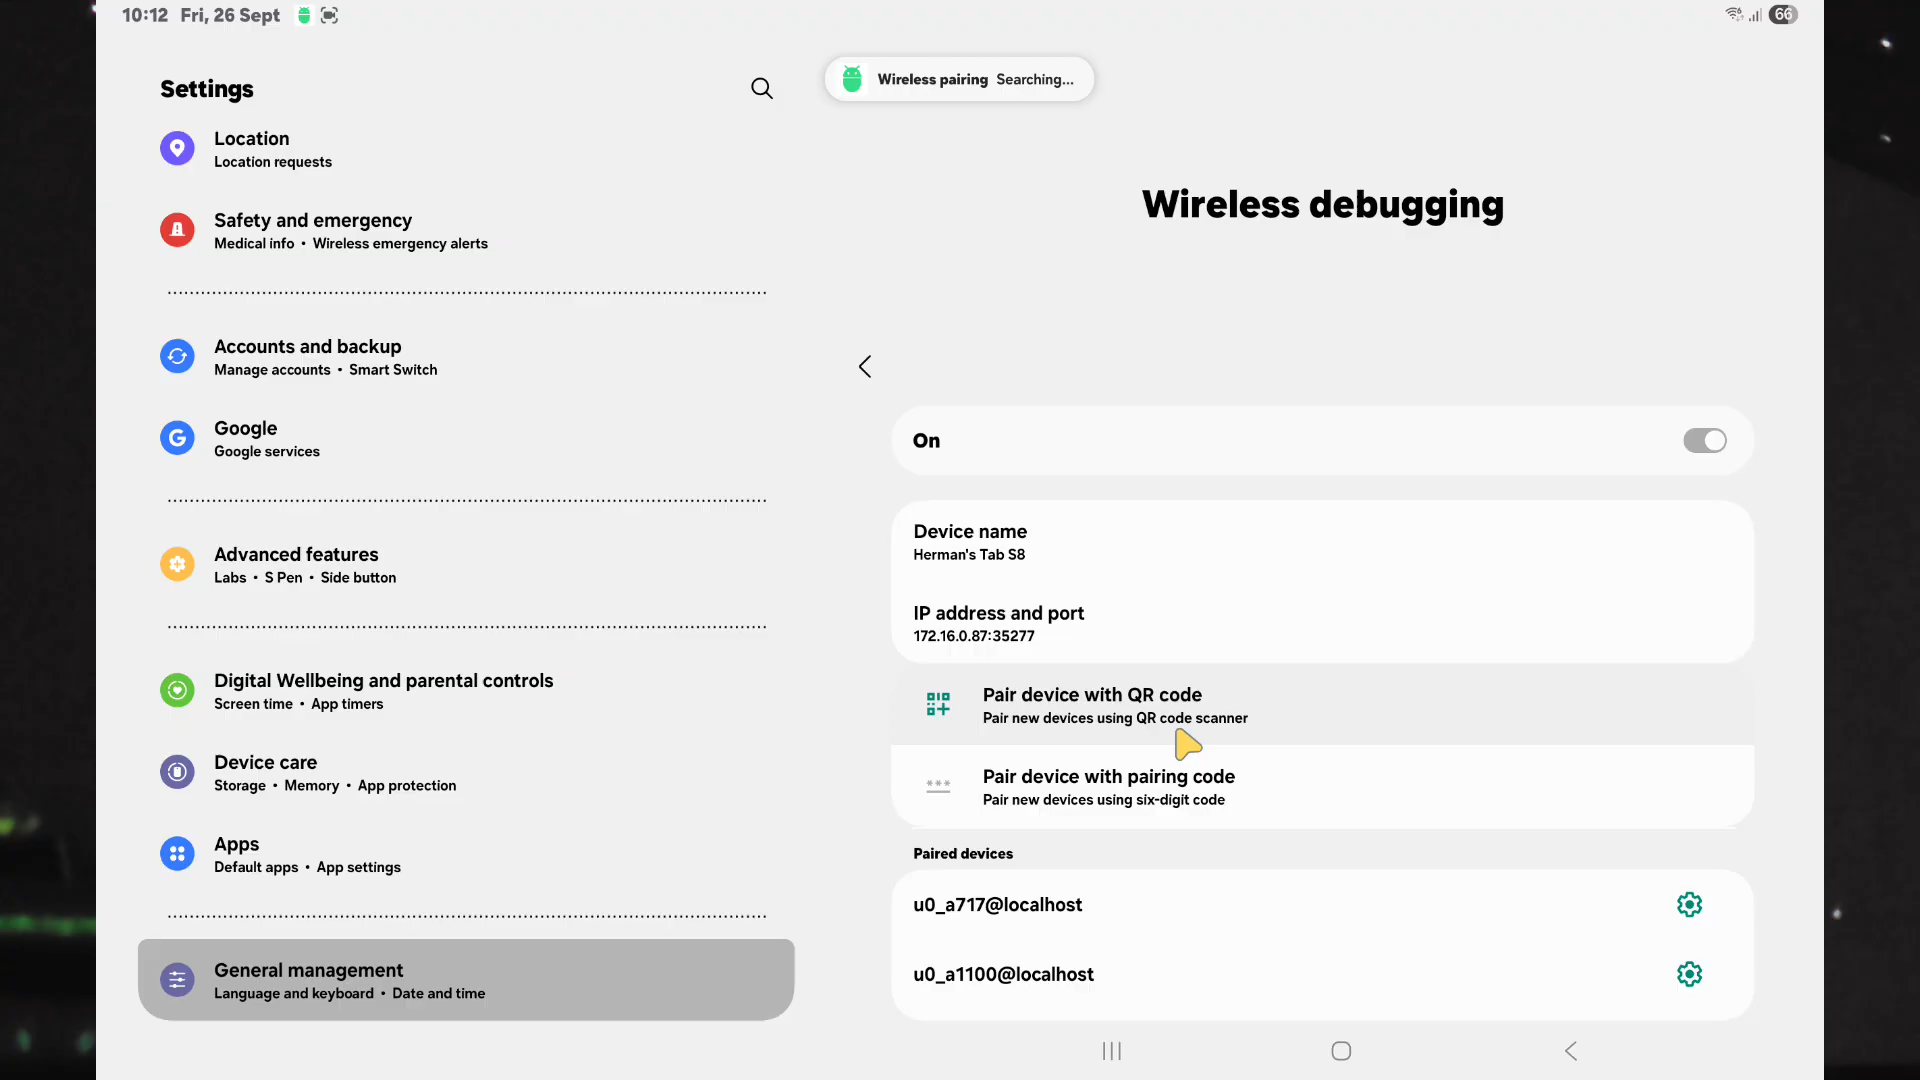 10:12 Fri, 26 Sept
66
Settings
Wireless pairing Searching...
Location
Location requests
Safety and emergency
Medical info • Wireless emergency alerts
Accounts and backup
Manage accounts • Smart Switch
Google
Google services
Advanced features
Labs • S Pen • Side button
Digital Wellbeing and parental controls
Screen time • App timers
Device care
Storage • Memory • App protection
Apps
Default apps • App settings
General management
Language and keyboard • Date and time
Wireless debugging
On
Device name
Herman's Tab S8
IP address and port
172.16.0.87:35277
Pair device with QR code
Pair new devices using QR code scanner
Pair device with pairing code
Pair new devices using six-digit code
Paired devices
u0_a717@localhost
u0_a1100@localhost